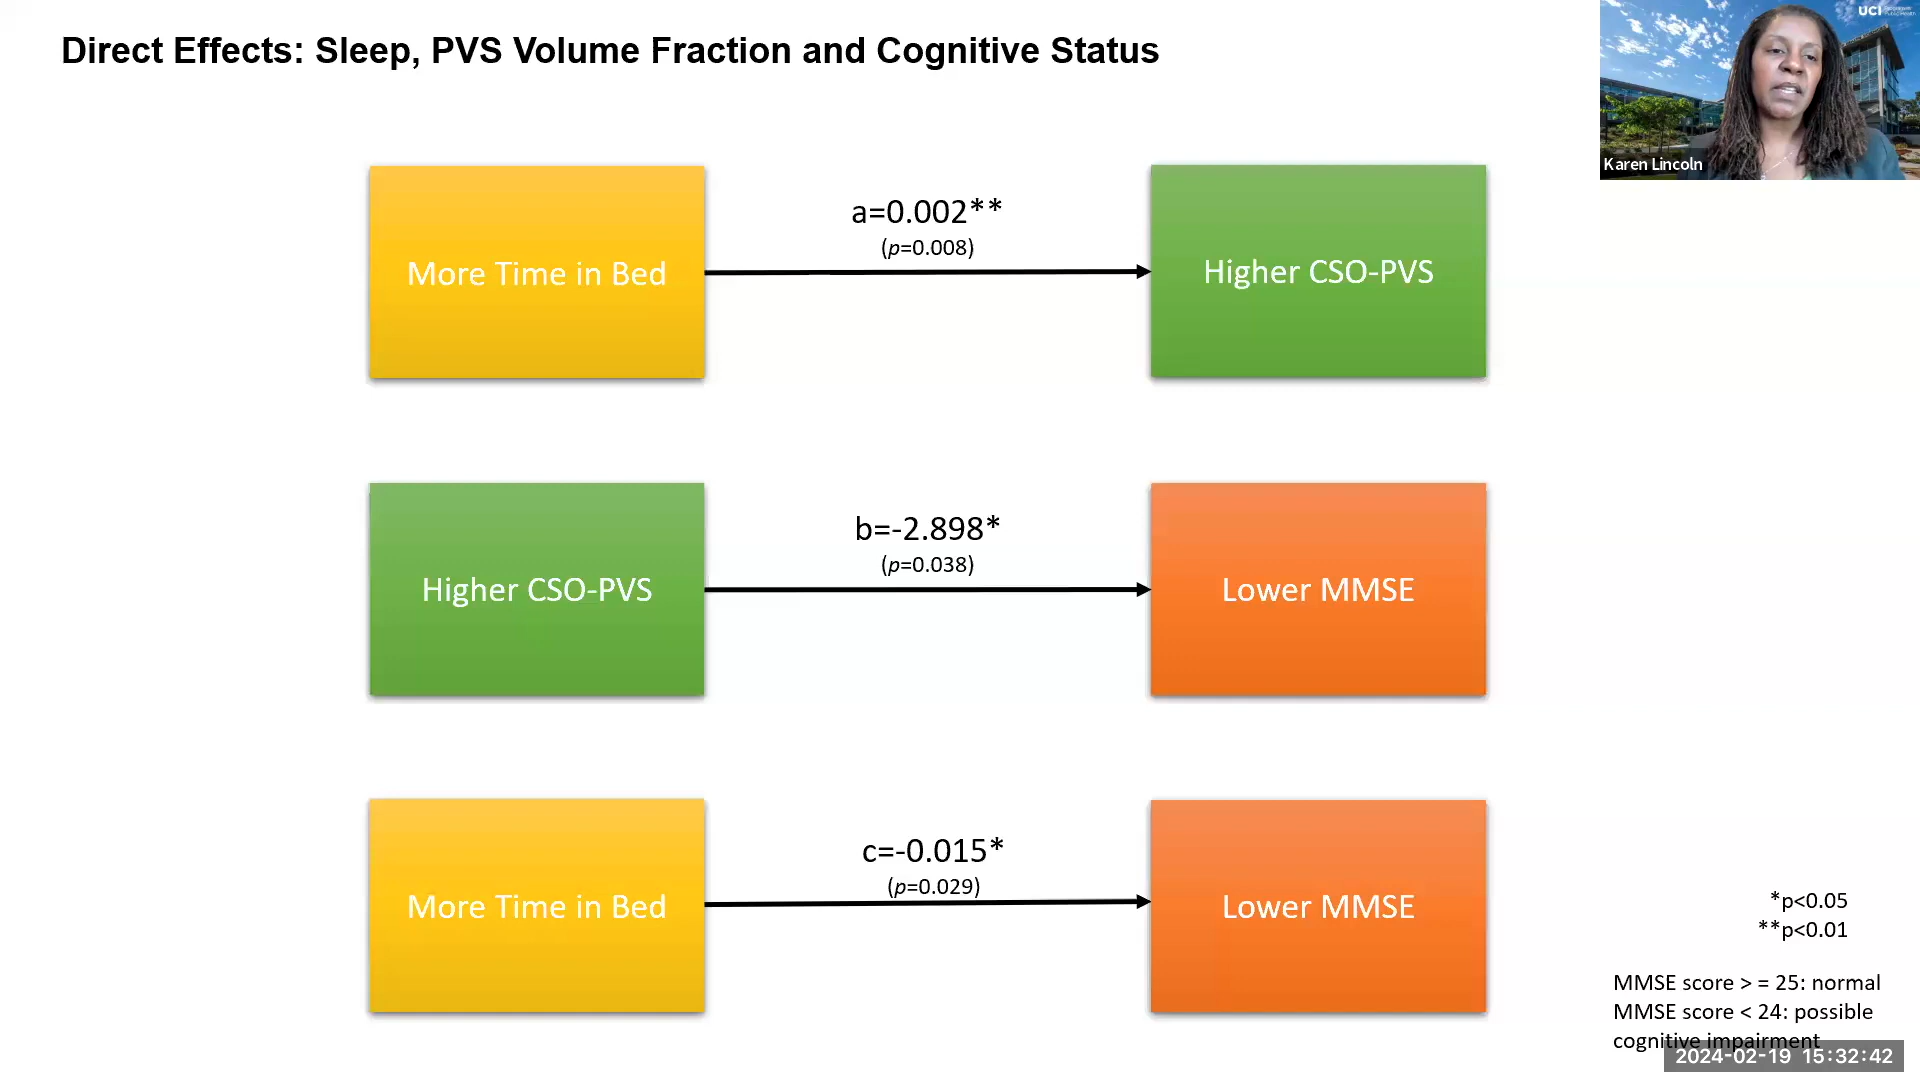 Direct Effects: Sleep, PVS Volume Fraction and Cognitive Status
UCI
Karen Lincoln
More Time in Bed
a=0.002**
(p=0.008)
Higher CSO-PVS
Higher CSO-PVS
b=-2.898*
(p=0.038)
Lower MMSE
More Time in Bed
c=-0.015*
(p=0.029)
Lower MMSE
*p<0.05
**p<0.01
MMSE score > = 25: normal
MMSE score < 24: possible
cognitive impairment
2024-02-19 15:32:42